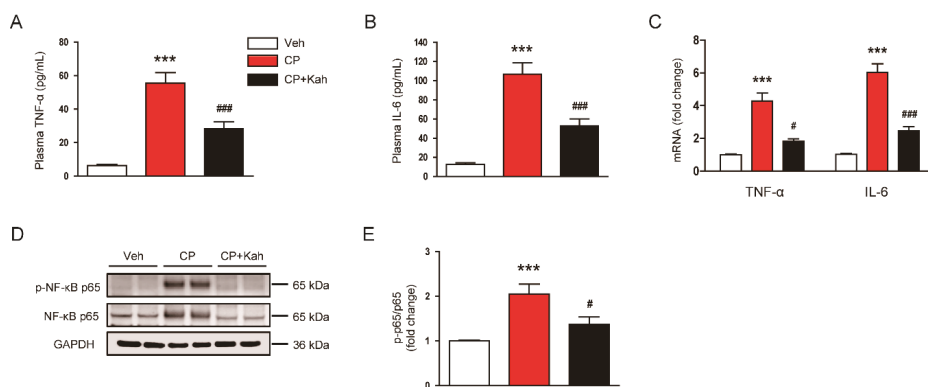 A
Plasma TNF-α (pg/mL)
80
60
40
20
0
***
###
Veh
CP
CP+Kah
B
Plasma IL-6 (pg/mL)
140
120
100
80
60
40
20
0
***
###
C
mRNA (fold change)
8
6
4
2
0
***
#
***
###
TNF-α
IL-6
D
Veh
CP
CP+Kah
p-NF-κB p65
65 kDa
NF-κB p65
65 kDa
GAPDH
36 kDa
E
p-p65/p65
(fold change)
3
2
1
0
***
#